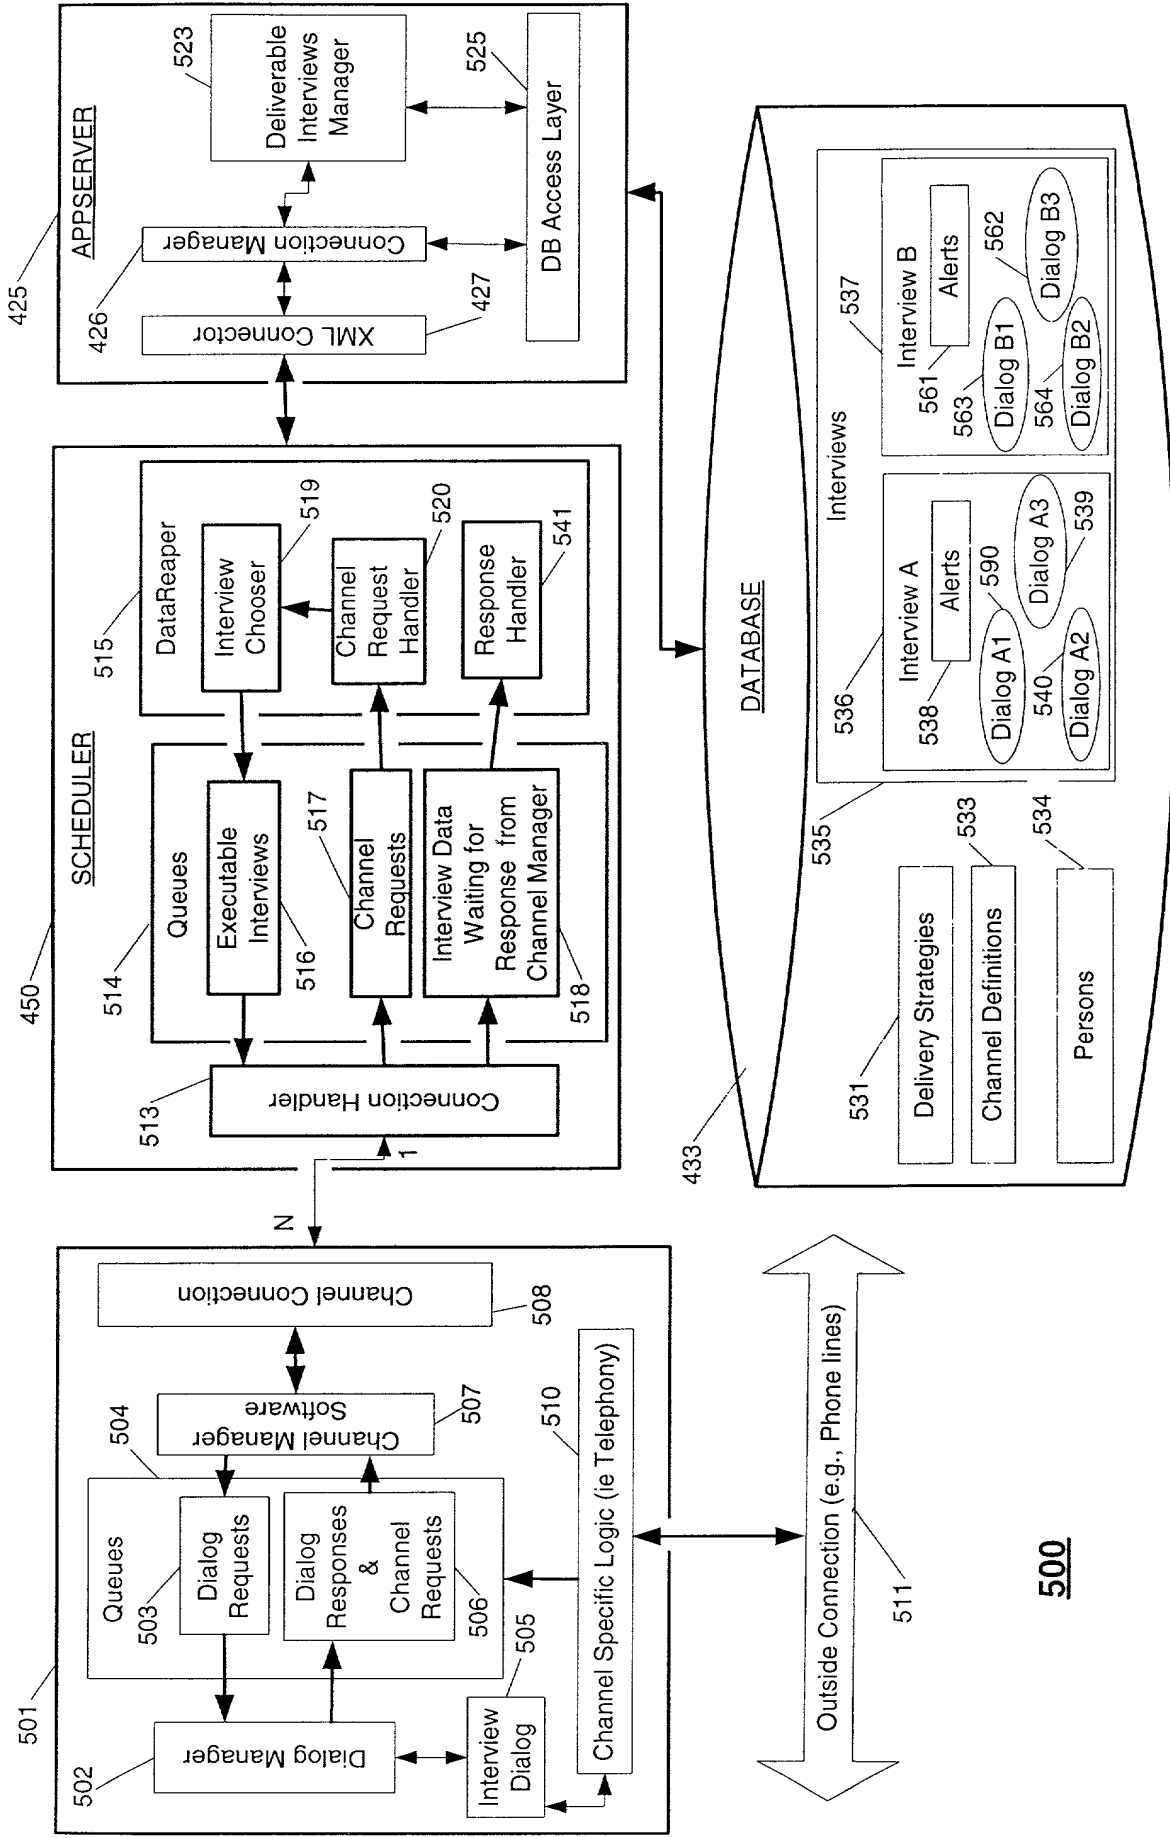 501
502
Dialog Manager
Queues
504
503
Dialog
Requests
Dialog
Responses
&
Channel
Requests
506
505
Interview
Dialog
Channel Manager
Software
507
Channel Connection
508
510
Channel Specific Logic (ie Telephony)
N
1
450
SCHEDULER
513
Connection Handler
514
Queues
Executable
Interviews
516
517
Channel
Requests
Interview Data
Waiting for
Response from
Channel Manager
518
515
DataReaper
Interview
Chooser
519
Channel
Request
Handler
520
Response
Handler
541
425
APPSERVER
426
XML Connector
427
Connection Manager
523
Deliverable
Interviews
Manager
525
DB Access Layer
Outside Connection (e.g., Phone lines)
511
433
DATABASE
531
Delivery Strategies
533
Channel Definitions
534
Persons
535
Interviews
536
Interview A
538
Alerts
590
Dialog A1
Dialog A3
539
540
Dialog A2
537
Interview B
561
Alerts
562
563
Dialog B1
Dialog B3
564
Dialog B2
500